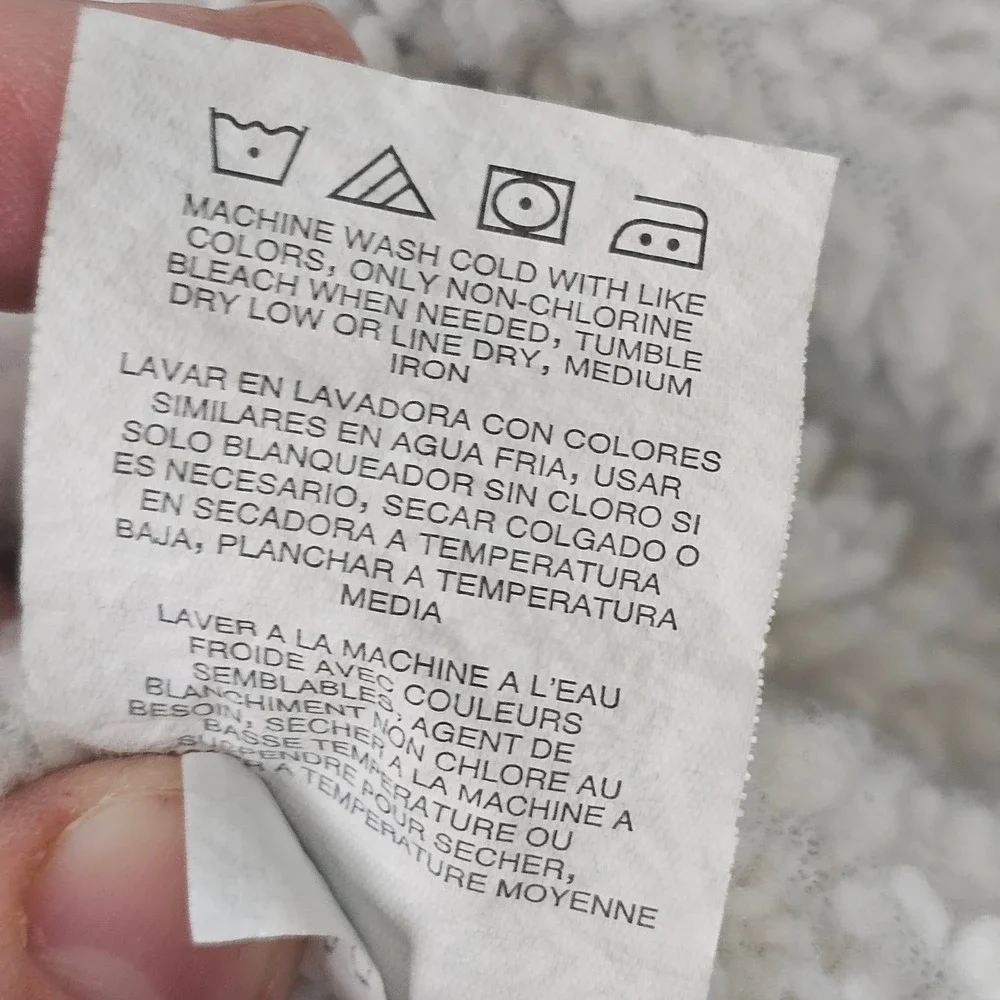 MACHINE WASH COLD WITH LIKE
COLORS, ONLY NON-CHLORINE
BLEACH WHEN NEEDED, TUMBLE
DRY LOW OR LINE DRY, MEDIUM
IRON
LAVAR EN LAVADORA CON COLORES
SIMILARES EN AGUA FRIA, USAR
SOLO BLANQUEADOR SIN CLORO SI
ES NECESARIO, SECAR COLGADO O
EN SECADORA A TEMPERATURA
BAJA, PLANCHAR A TEMPERATURA
MEDIA
LAVER A LA MACHINE A L'EAU
FROIDE AVEC COULEURS
SEMBLABLES, AGENT DE
BLANCHIMENT NON CHLORE AU
BESOIN, SECHER A LA MACHINE A
BASSE TEMPERATURE OU
SUSPENDRE POUR SECHER,
A TEMPERATURE MOYENNE